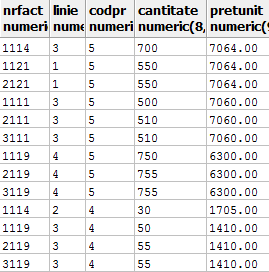 nrfact linie codpr cantitate pretunit
numeri nume numeric numeric(8, numeric(9
1114 3 5 700 7064.00
1121 1 5 550 7064.00
2121 1 5 550 7064.00
1111 3 5 500 7060.00
2111 3 5 510 7060.00
3111 3 5 510 7060.00
1119 4 5 750 6300.00
2119 4 5 755 6300.00
3119 4 5 755 6300.00
1114 2 4 30 1705.00
1119 3 4 50 1410.00
2119 3 4 55 1410.00
3119 3 4 55 1410.00